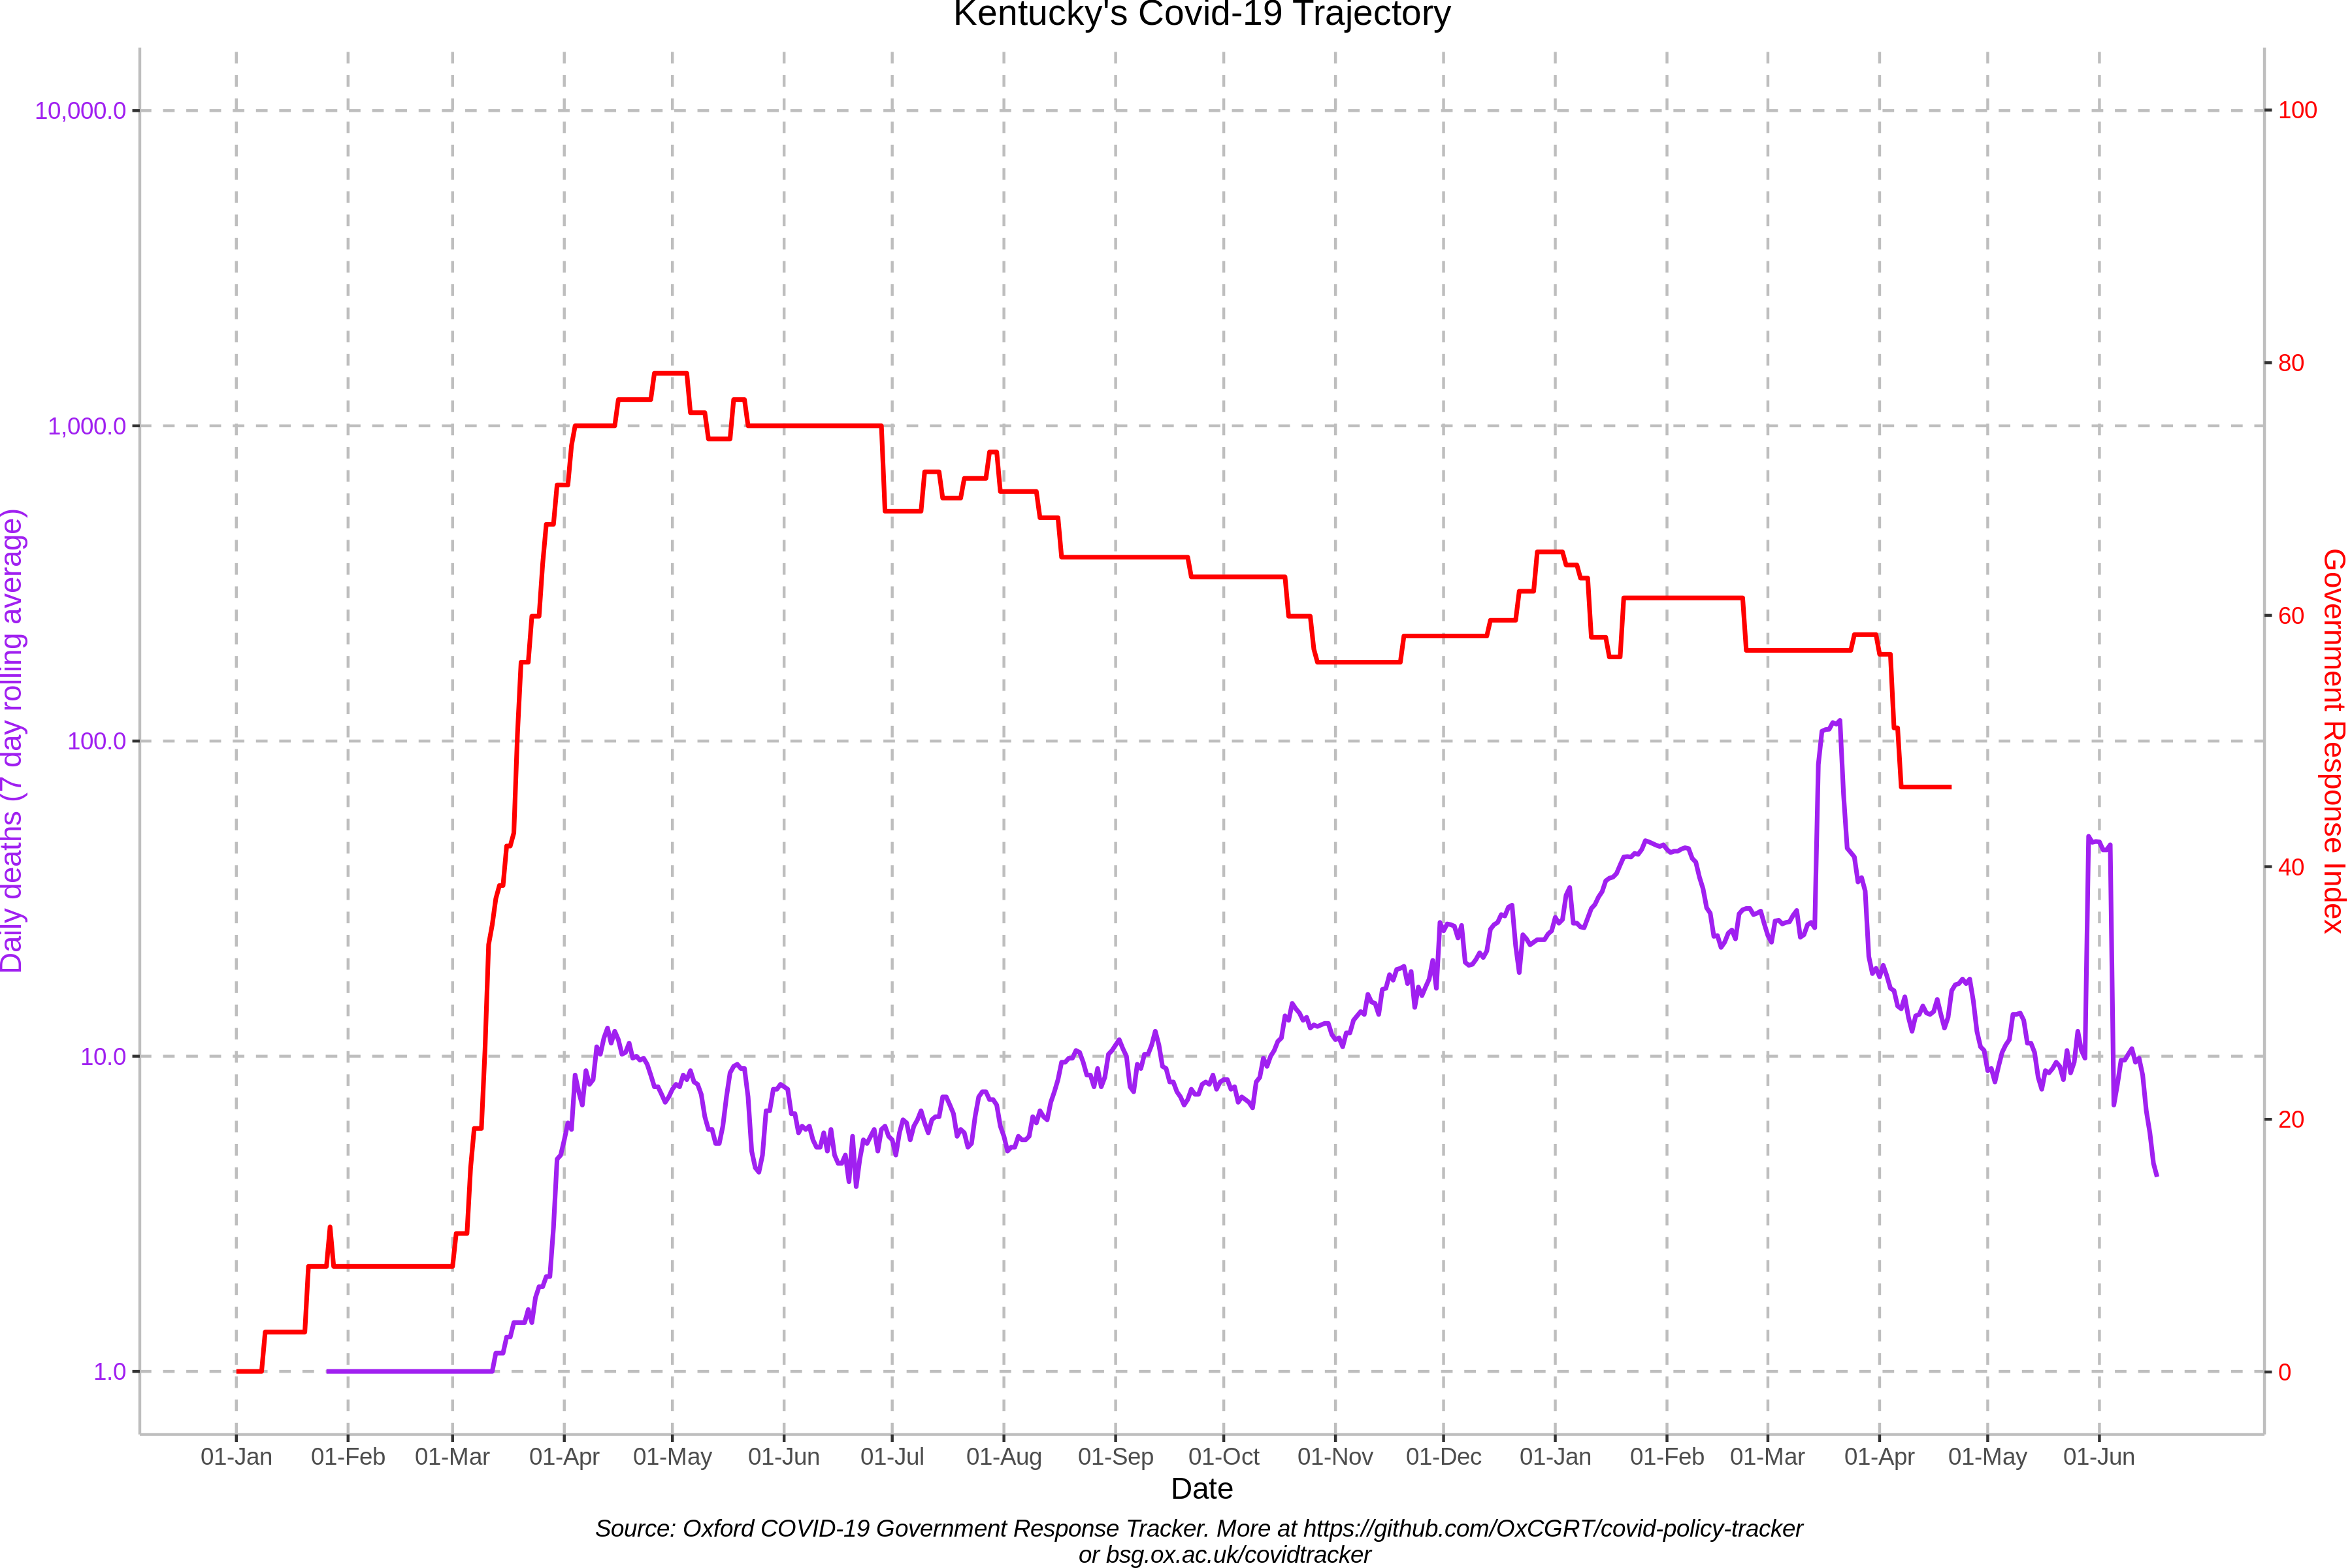 Kentucky's Covid-19 Trajectory
10,000.0
1,000.0
100.0
10.0
1.0
Daily deaths (7 day rolling average)
100
80
60
40
20
0
Government Response Index
01-Jan 01-Feb 01-Mar 01-Apr 01-May 01-Jun 01-Jul 01-Aug 01-Sep 01-Oct 01-Nov 01-Dec 01-Jan 01-Feb 01-Mar 01-Apr 01-May 01-Jun
Date
Source: Oxford COVID-19 Government Response Tracker. More at https://github.com/OxCGRT/covid-policy-tracker
or bsg.ox.ac.uk/covidtracker